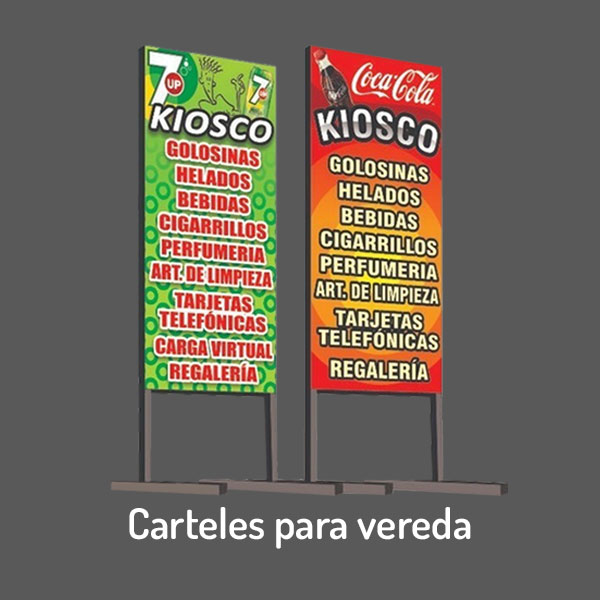 7
UP
7
KIOSCO
GOLOSINAS
HELADOS
BEBIDAS
CIGARRILLOS
PERFUMERIA
ART. DE LIMPIEZA
TARJETAS
TELEFÓNICAS
CARGA VIRTUAL
REGALERÍA
Coca-Cola
KIOSCO
GOLOSINAS
HELADOS
BEBIDAS
CIGARRILLOS
PERFUMERIA
ART. DE LIMPIEZA
TARJETAS
TELEFÓNICAS
REGALERÍA
Carteles para vereda